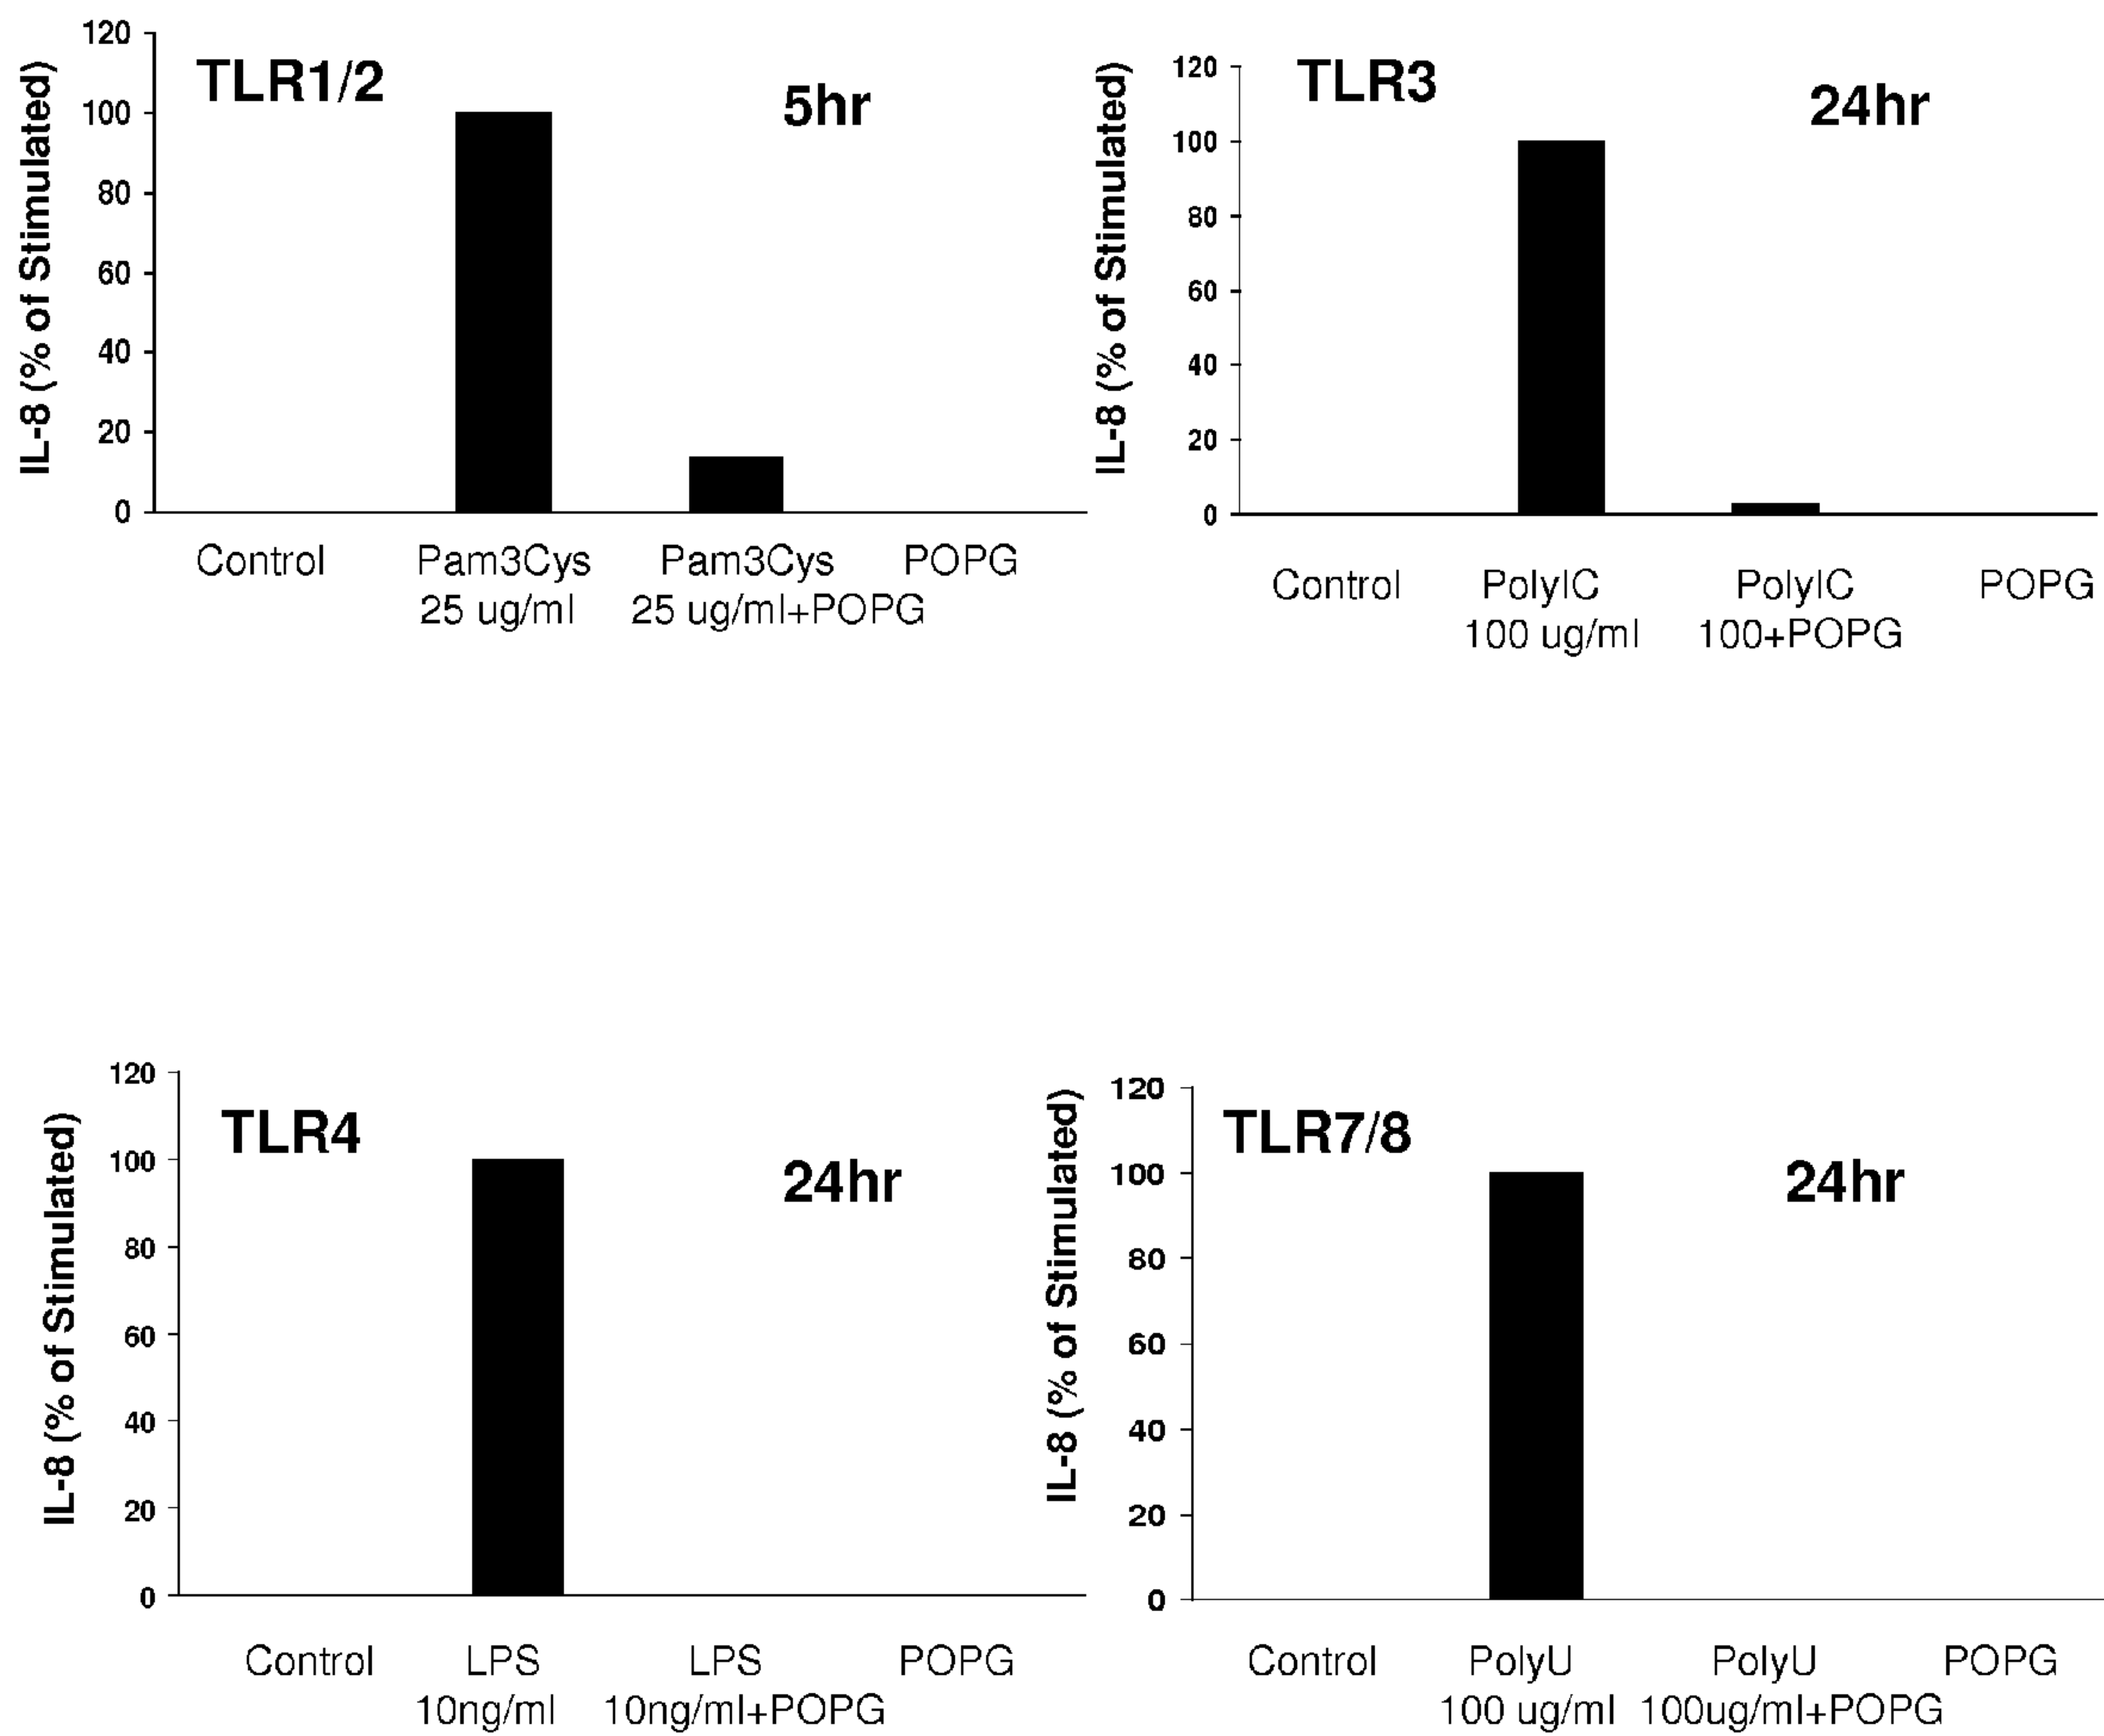 TLR1/2
5hr
IL-8 (% of Stimulated)
120
100
80
60
40
20
0
Control
Pam3Cys
25 ug/ml
Pam3Cys
25 ug/ml+POPG
POPG
TLR3
24hr
IL-8 (% of Stimulated)
120
100
80
60
40
20
0
Control
PolyIC
100 ug/ml
PolyIC
100+POPG
POPG
TLR4
24hr
IL-8 (% of Stimulated)
120
100
80
60
40
20
0
Control
LPS
10ng/ml
LPS
10ng/ml+POPG
POPG
TLR7/8
24hr
IL-8 (% of Stimulated)
120
100
80
60
40
20
0
Control
PolyU
100 ug/ml
PolyU
100ug/ml+POPG
POPG